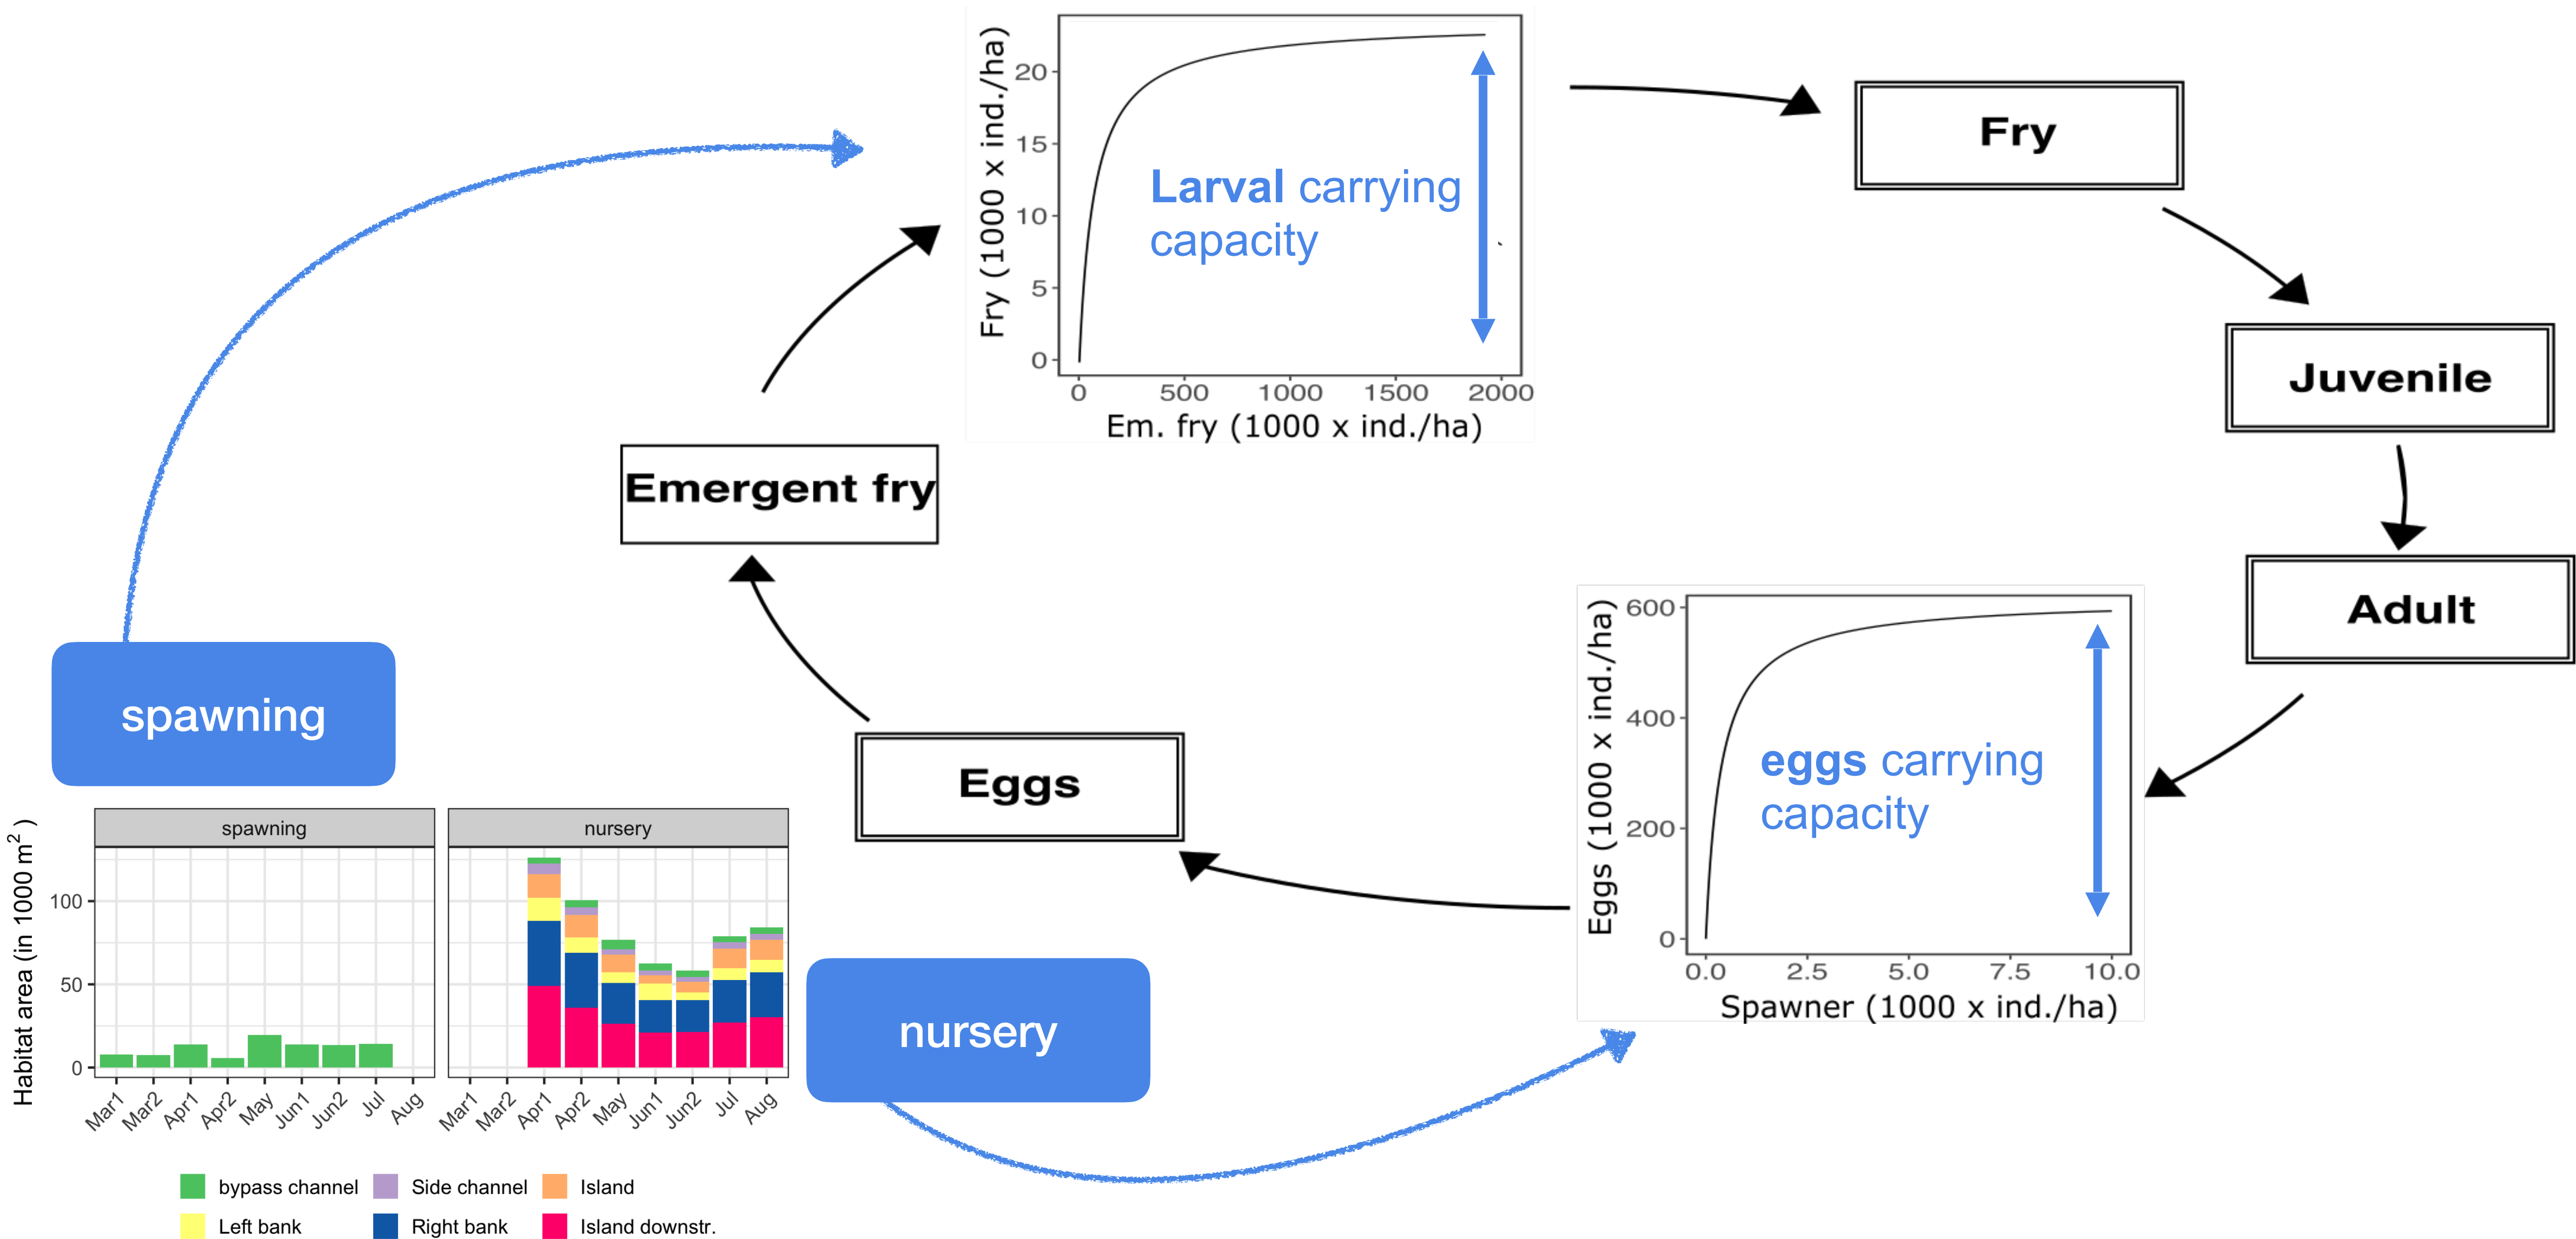 Fry (1000 x ind./ha)
20
15
10
5
0
Larval carrying
capacity
0 500 1000 1500 2000
Em. fry (1000 x ind./ha)
Fry
Juvenile
Adult
Emergent fry
Eggs
Eggs (1000 x ind./ha)
600
400
200
0
eggs carrying
capacity
0.0 2.5 5.0 7.5 10.0
Spawner (1000 x ind./ha)
spawning
nursery
Habitat area (in 1000 m²)
spawning nursery
100
50
0
Mar1 Mar2 Apr1 Apr2 May Jun1 Jun2 Jul Aug
Mar1 Mar2 Apr1 Apr2 May Jun1 Jun2 Jul Aug
bypass channel Side channel Island
Left bank Right bank Island downstr.